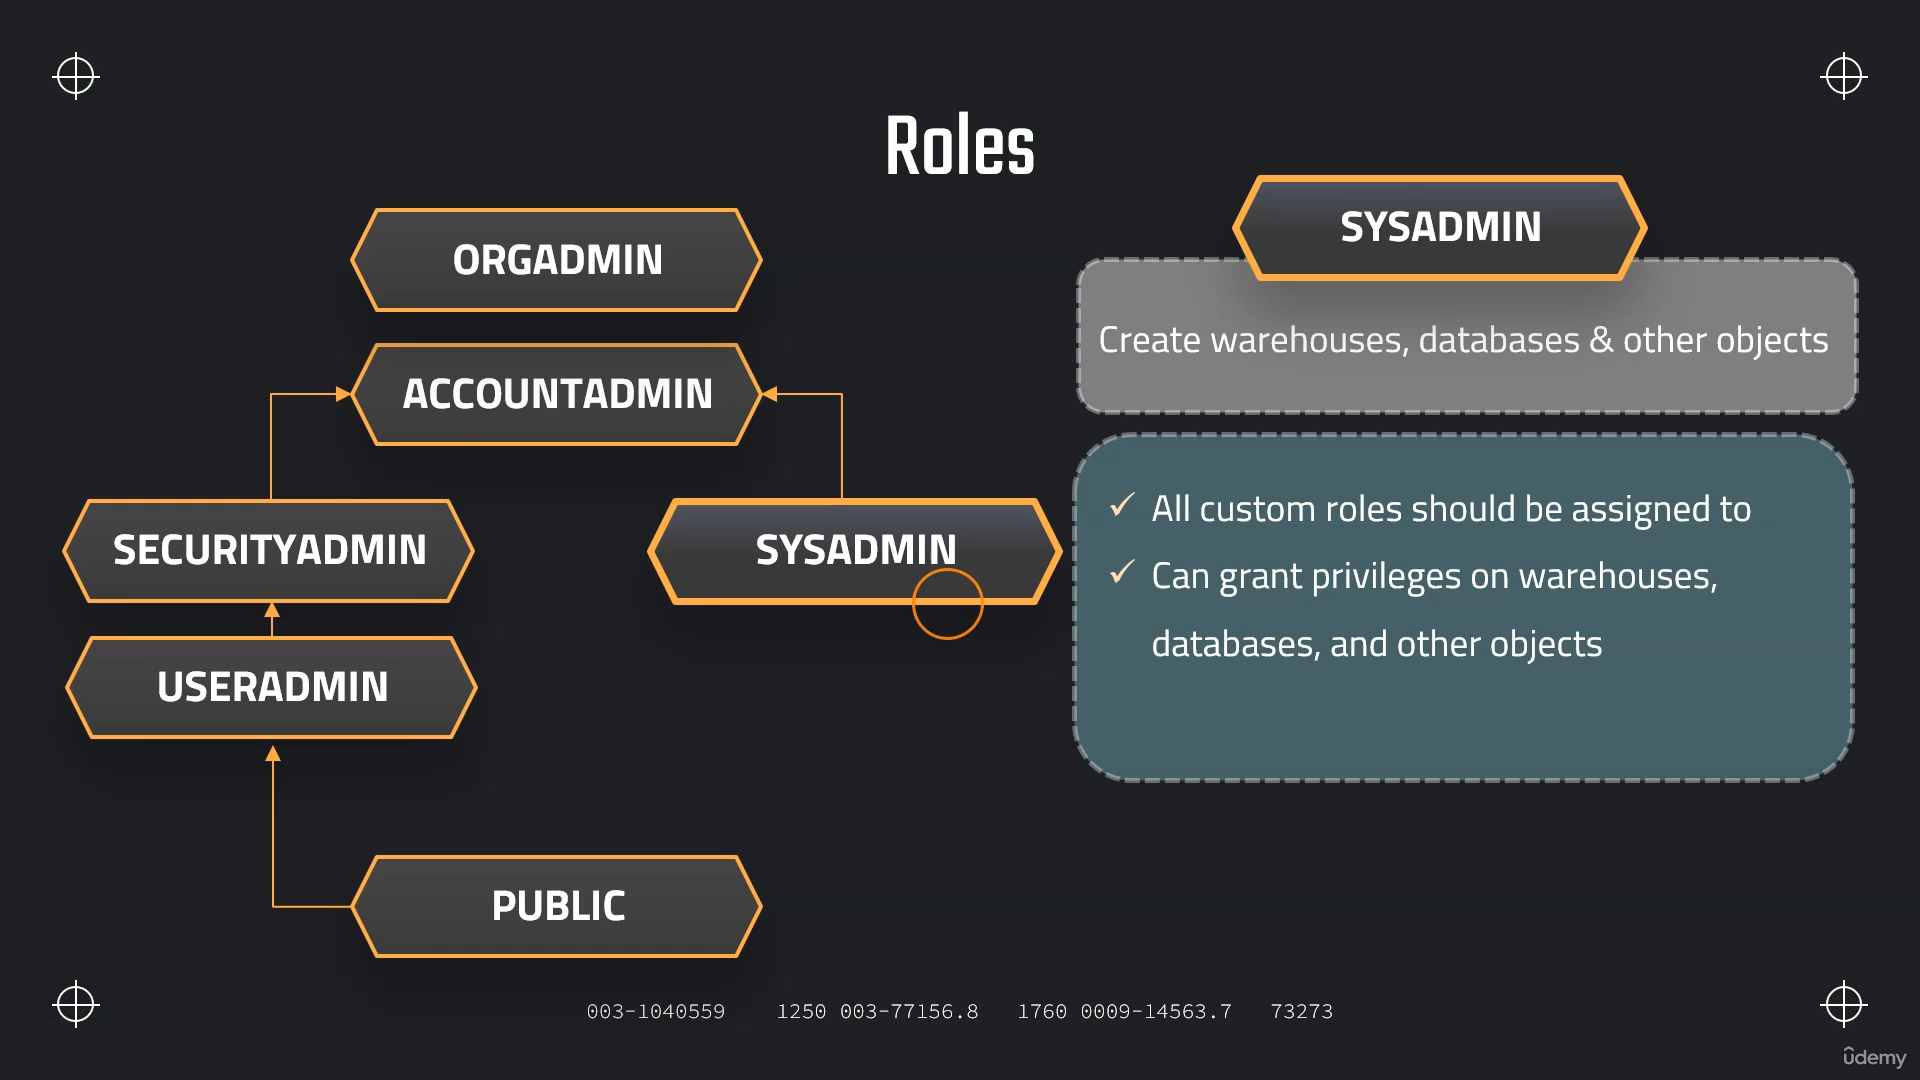 Roles
ORGADMIN
ACCOUNTADMIN
SECURITYADMIN
SYSADMIN
USERADMIN
PUBLIC
SYSADMIN
Create warehouses, databases & other objects
✓ All custom roles should be assigned to
✓ Can grant privileges on warehouses,
databases, and other objects
003-1040559 1250 003-77156.8 1760 0009-14563.7 73273
ûdemy